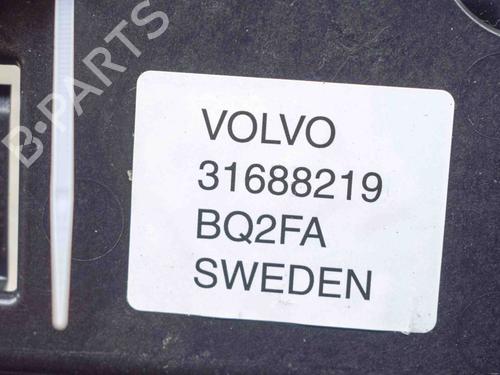 B-PARTS
VOLVO
31688219
BQ2FA
SWEDEN